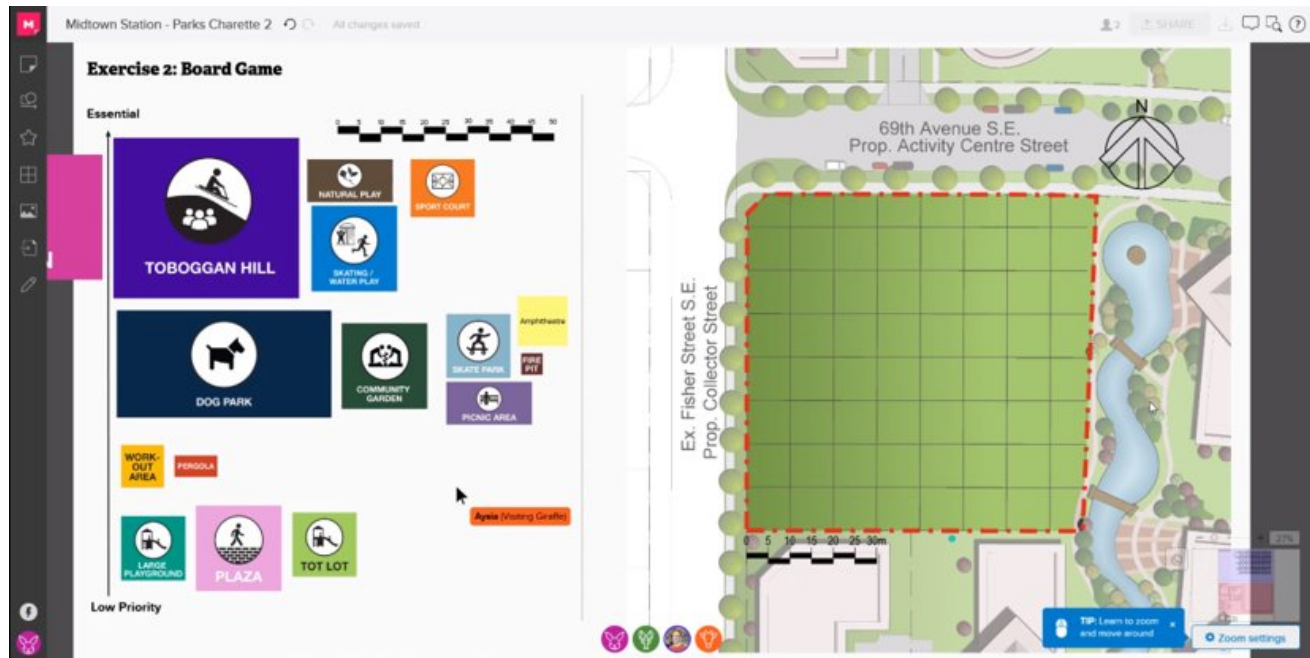 Midtown Station - Parks Charette 2
All changes saved
2
SHARE
Exercise 2: Board Game
Essential
0 5 10 15 20 25 30 35 40 45 50
TOBOGGAN HILL
NATURAL PLAY
SPORT COURT
SKATING /
WATER PLAY
DOG PARK
COMMUNITY
GARDEN
SKATE PARK
Amphitheatre
FIRE
PIT
PICNIC AREA
WORK-
OUT
AREA
PERGOLA
Aysia (Visiting Giraffe)
LARGE
PLAYGROUND
PLAZA
TOT LOT
Low Priority
69th Avenue S.E.
Prop. Activity Centre Street
N
Ex. Fisher Street S.E.
Prop. Collector Street
0 5 10 15 20 25 30m
27%
TIP: Learn to zoom
and move around
Zoom settings